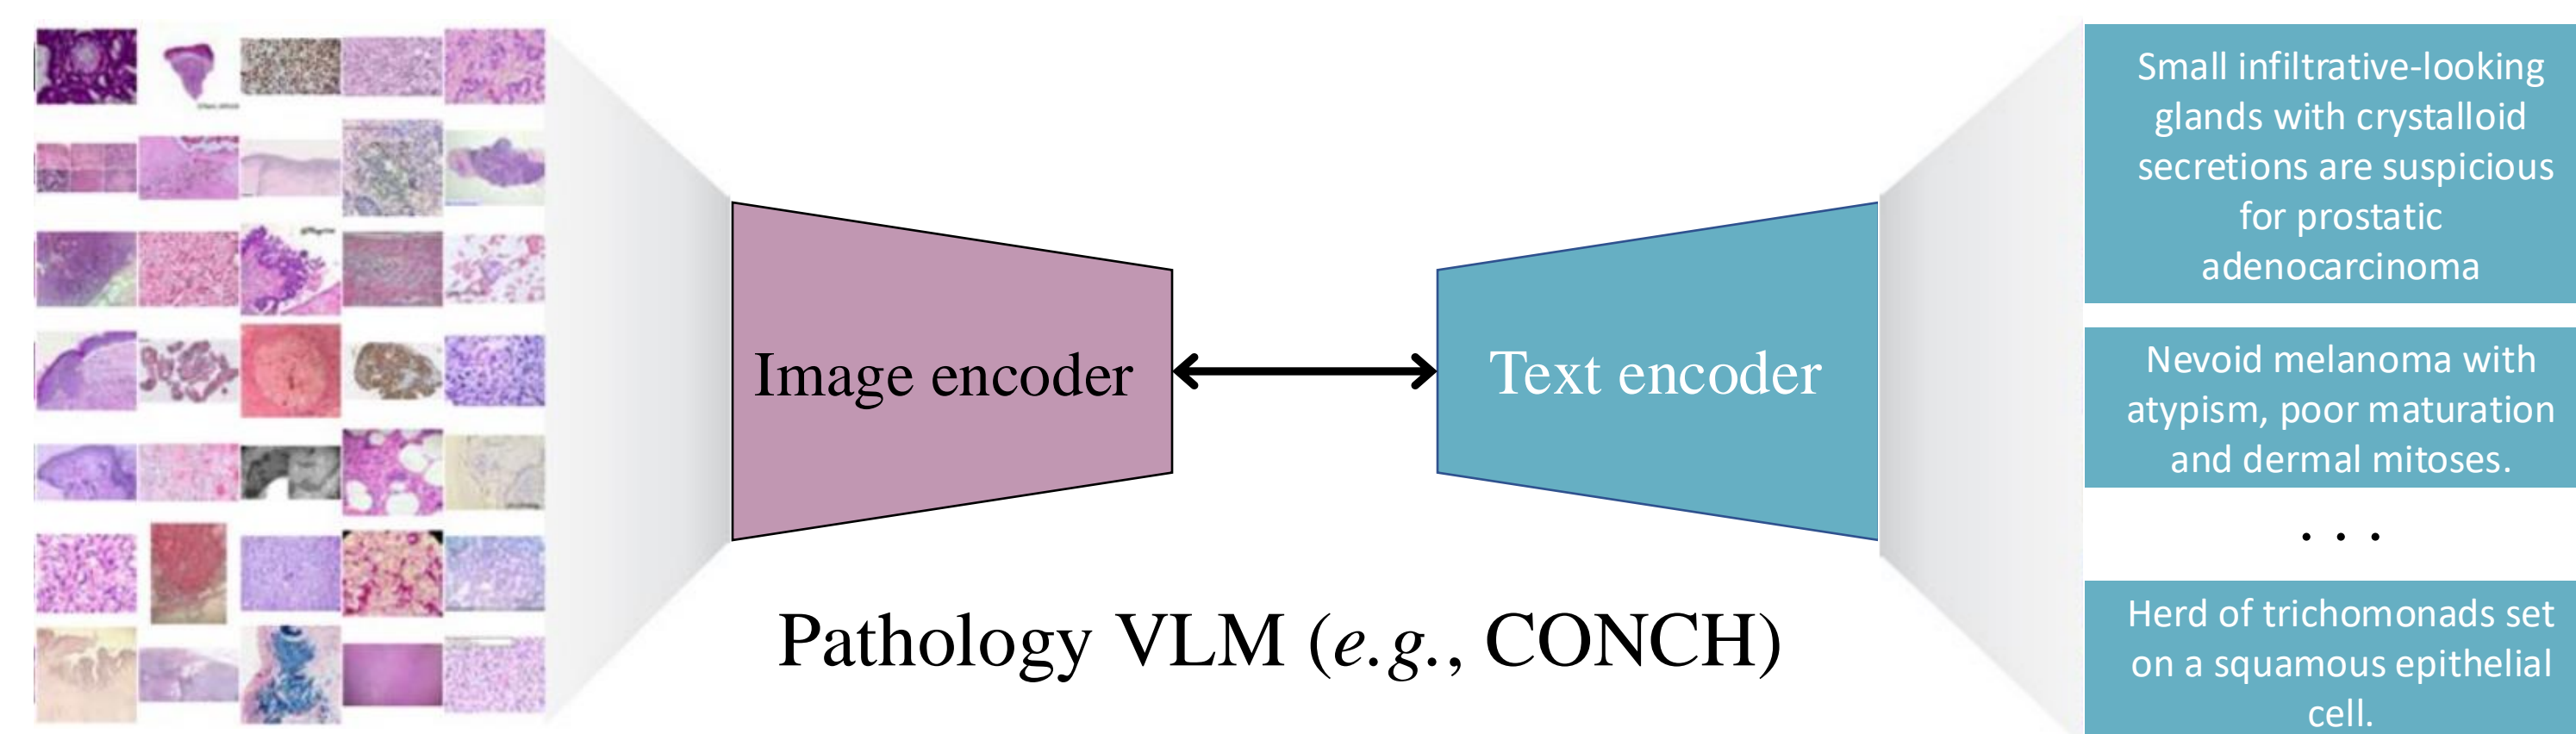 Image encoder
Text encoder
Pathology VLM (e.g., CONCH)
Small infiltrative-looking
glands with crystalloid
secretions are suspicious
for prostatic
adenocarcinoma
Nevoid melanoma with
atypism, poor maturation
and dermal mitoses.
. . .
Herd of trichomonads set
on a squamous epithelial
cell.